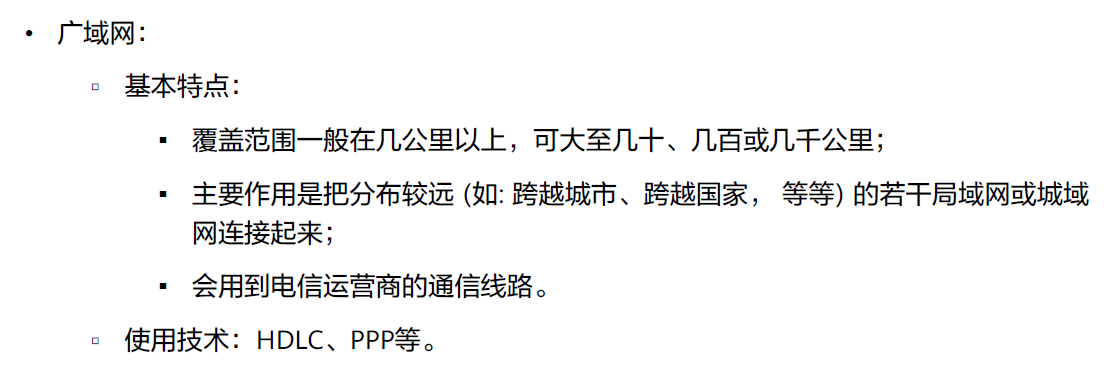 • 广域网：
▫ 基本特点：
▪ 覆盖范围一般在几公里以上，可大至几十、几百或几千公里；
▪ 主要作用是把分布较远 (如: 跨越城市、跨越国家， 等等) 的若干局域网或城域
网连接起来；
▪ 会用到电信运营商的通信线路。
▫ 使用技术：HDLC、PPP等。